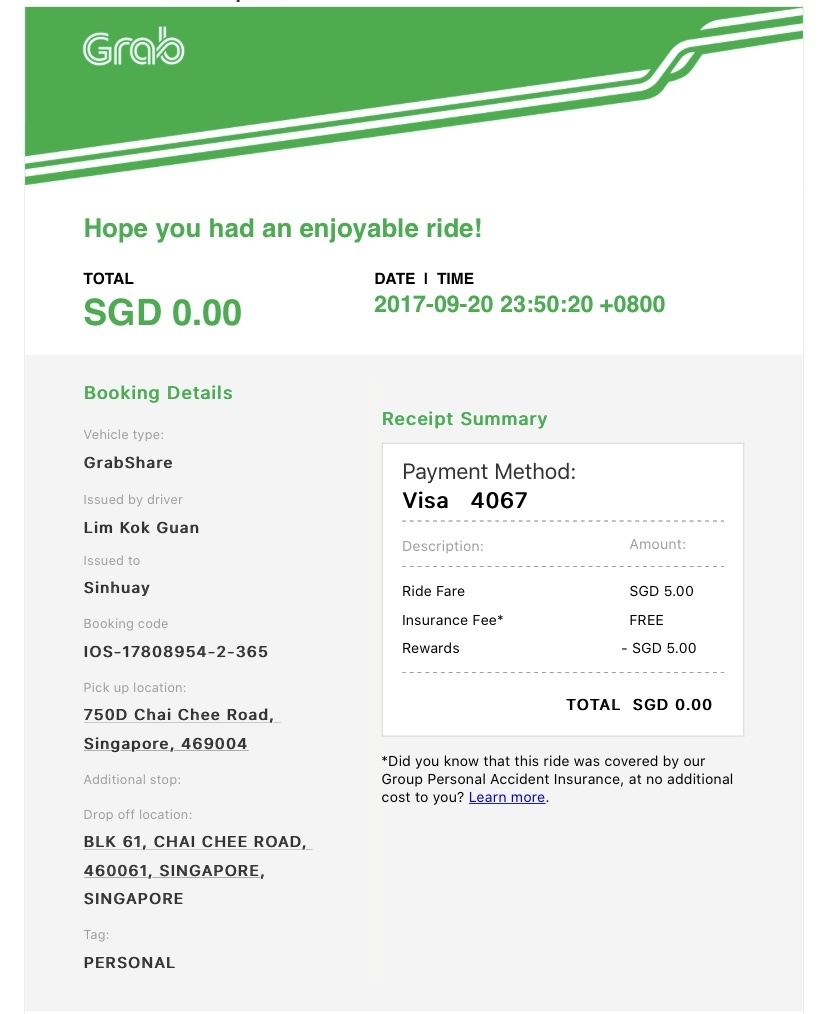 Grab
Hope you had an enjoyable ride!
TOTAL
SGD 0.00
DATE | TIME
2017-09-20 23:50:20 +0800
Booking Details
Vehicle type:
GrabShare
Issued by driver
Lim Kok Guan
Issued to
Sinhuay
Booking code
IOS-17808954-2-365
Pick up location:
750D Chai Chee Road,
Singapore, 469004
Additional stop:
Drop off location:
BLK 61, CHAI CHEE ROAD,
460061, SINGAPORE,
SINGAPORE
Tag:
PERSONAL
Receipt Summary
Payment Method:
Visa 4067
Description: Amount:
Ride Fare SGD 5.00
Insurance Fee* FREE
Rewards - SGD 5.00
TOTAL SGD 0.00
*Did you know that this ride was covered by our
Group Personal Accident Insurance, at no additional
cost to you? Learn more.